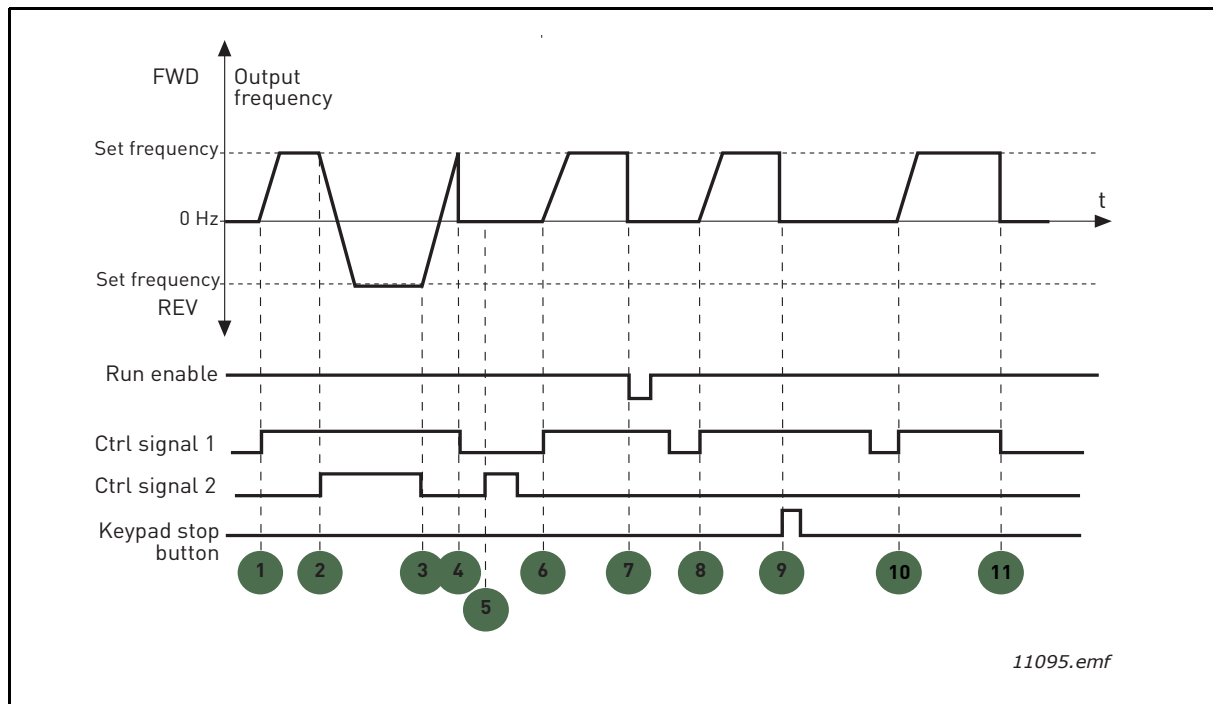 FWD
Output
frequency
Set frequency
0 Hz
t
Set frequency
REV
Run enable
Ctrl signal 1
Ctrl signal 2
Keypad stop
button
1
2
3
4
5
6
7
8
9
10
11
11095.emf